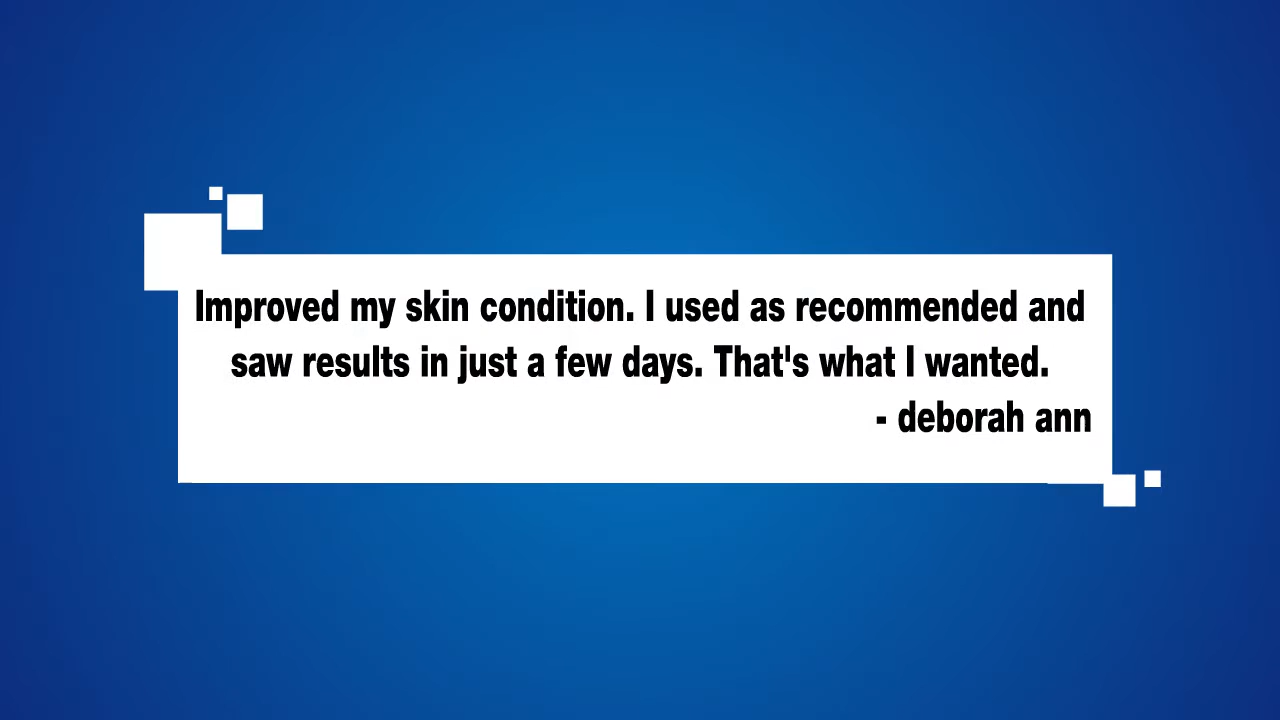 Improved my skin condition. I used as recommended and
saw results in just a few days. That's what I wanted.
- deborah ann